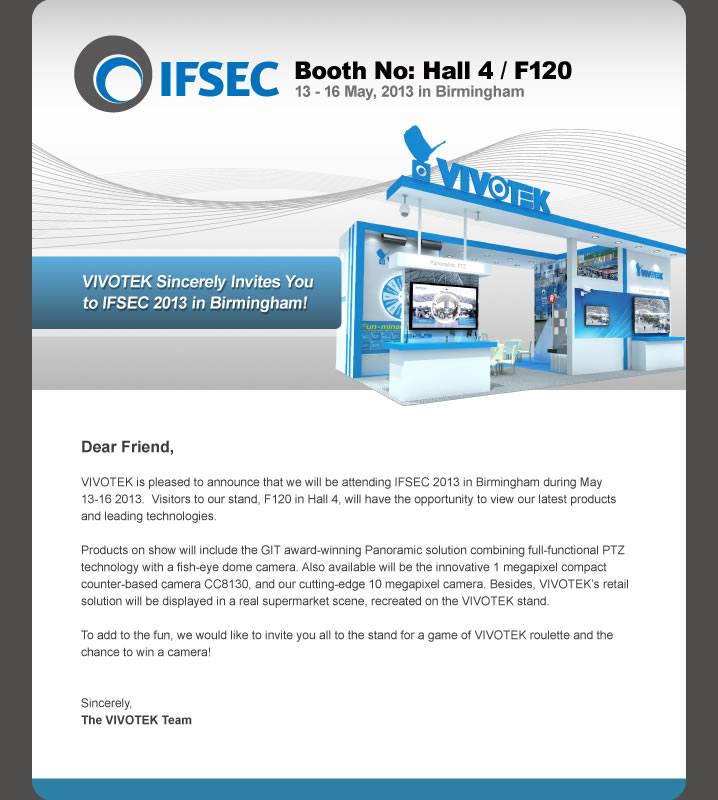 IFSEC
Booth No: Hall 4 / F120
13 - 16 May, 2013 in Birmingham
VIVOTEK
Panoramic PTZ
VIVOTEK
VIVOTEK Sincerely Invites You
to IFSEC 2013 in Birmingham!
Dear Friend,
VIVOTEK is pleased to announce that we will be attending IFSEC 2013 in Birmingham during May
13-16 2013. Visitors to our stand, F120 in Hall 4, will have the opportunity to view our latest products
and leading technologies.
Products on show will include the GIT award-winning Panoramic solution combining full-functional PTZ
technology with a fish-eye dome camera. Also available will be the innovative 1 megapixel compact
counter-based camera CC8130, and our cutting-edge 10 megapixel camera. Besides, VIVOTEK's retail
solution will be displayed in a real supermarket scene, recreated on the VIVOTEK stand.
To add to the fun, we would like to invite you all to the stand for a game of VIVOTEK roulette and the
chance to win a camera!
Sincerely,
The VIVOTEK Team